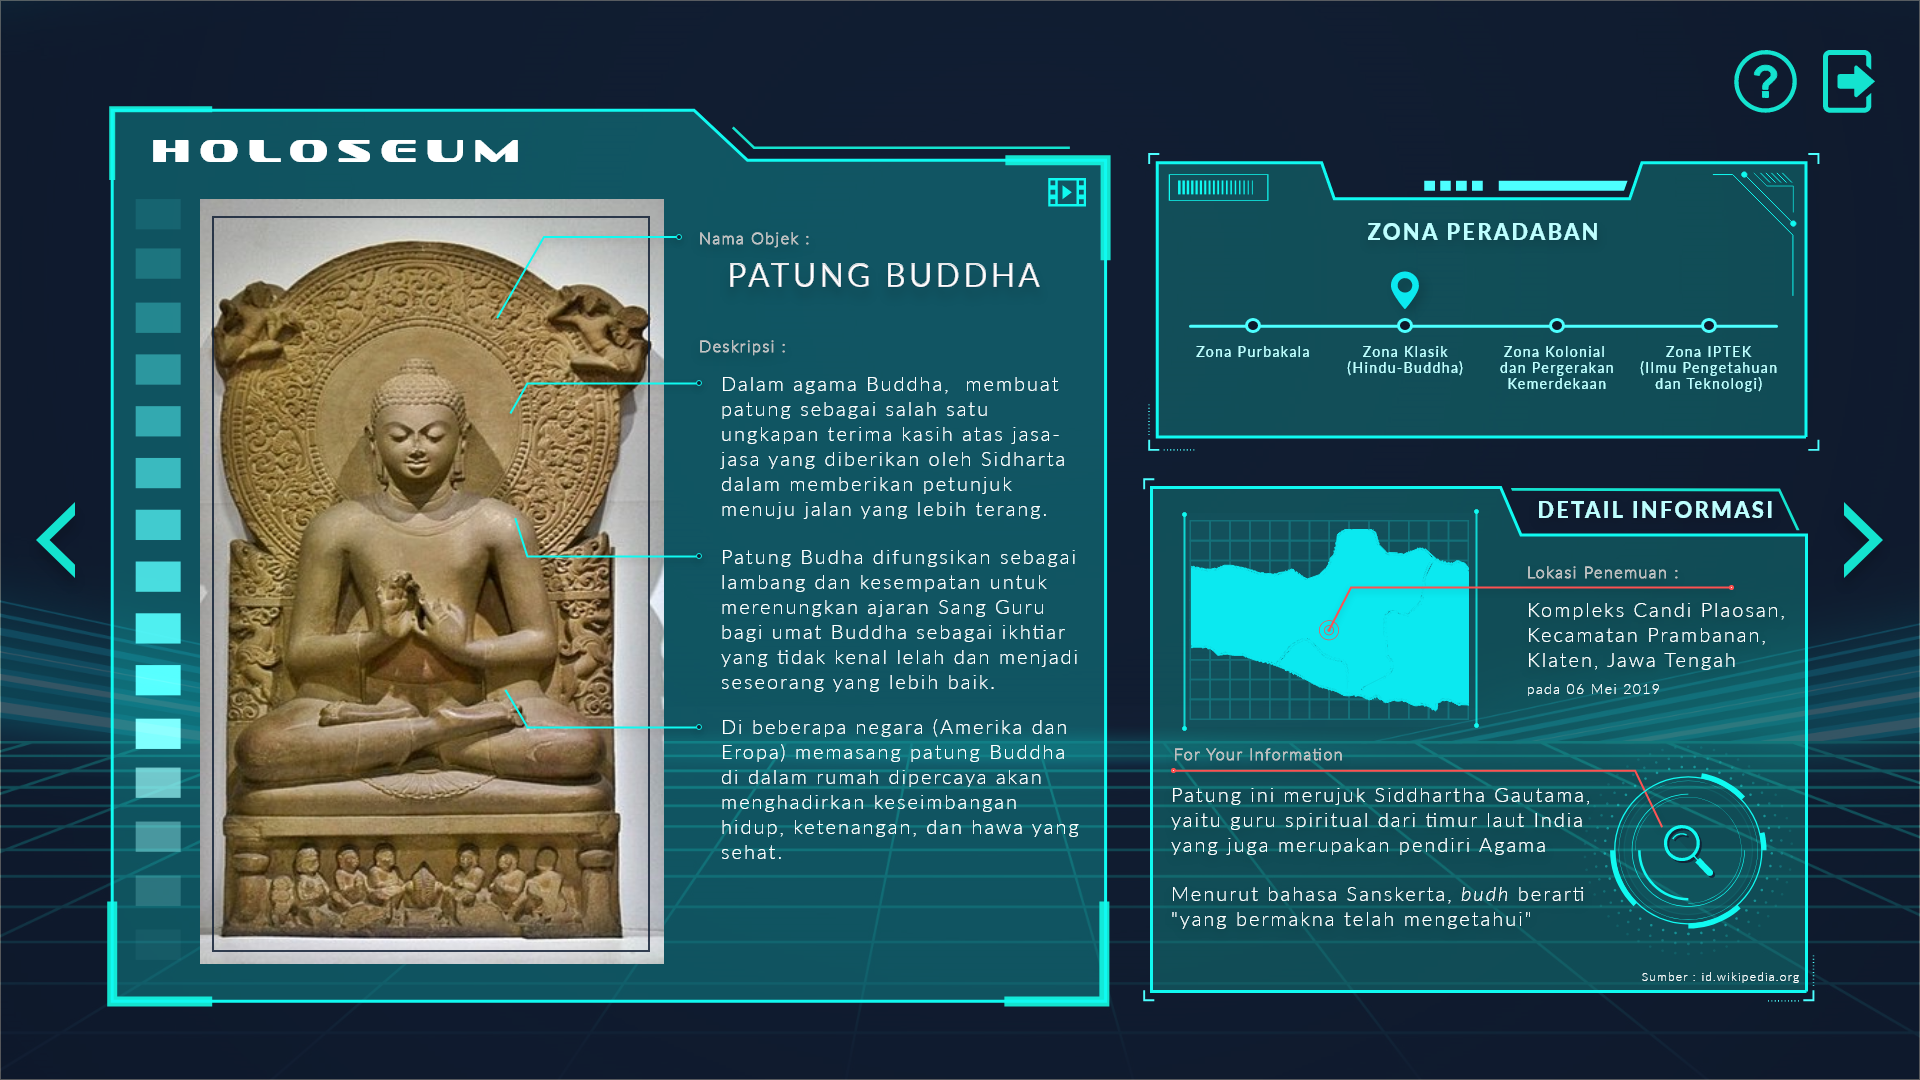 HOLOSEUM
Nama Objek :
PATUNG BUDDHA
Deskripsi :
Dalam agama Buddha, membuat
patung sebagai salah satu
ungkapan terima kasih atas jasa-
jasa yang diberikan oleh Sidharta
dalam memberikan petunjuk
menuju jalan yang lebih terang.
Patung Budha difungsikan sebagai
lambang dan kesempatan untuk
merenungkan ajaran Sang Guru
bagi umat Buddha sebagai ikhtiar
yang tidak kenal lelah dan menjadi
seseorang yang lebih baik.
Di beberapa negara (Amerika dan
Eropa) memasang patung Buddha
di dalam rumah dipercaya akan
menghadirkan keseimbangan
hidup, ketenangan, dan hawa yang
sehat.
ZONA PERADABAN
Zona Purbakala
Zona Klasik
(Hindu-Buddha)
Zona Kolonial
dan Pergerakan
Kemerdekaan
Zona IPTEK
(Ilmu Pengetahuan
dan Teknologi)
DETAIL INFORMASI
Lokasi Penemuan :
Kompleks Candi Plaosan,
Kecamatan Prambanan,
Klaten, Jawa Tengah
pada 06 Mei 2019
For Your Information
Patung ini merujuk Siddhartha Gautama,
yaitu guru spiritual dari timur laut India
yang juga merupakan pendiri Agama
Menurut bahasa Sanskerta, budh berarti
"yang bermakna telah mengetahui"
Sumber : id.wikipedia.org